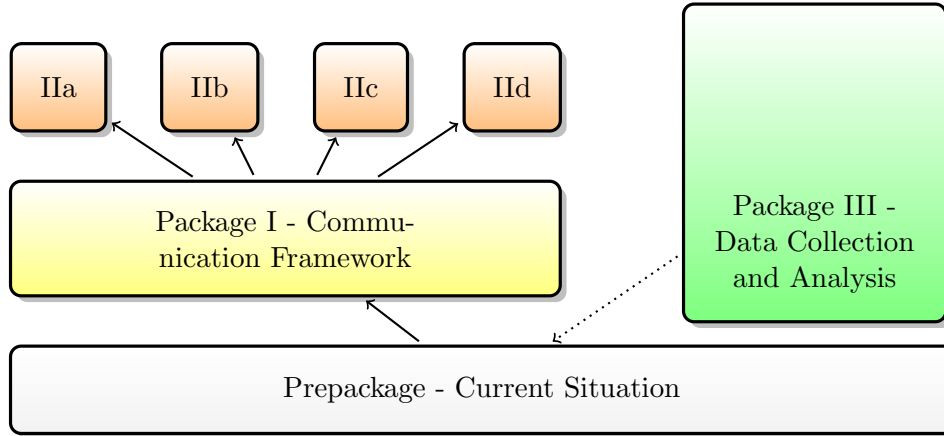 IIa
IIb
IIc
IId
Package I - Commu-
nication Framework
Package III -
Data Collection
and Analysis
Prepackage - Current Situation